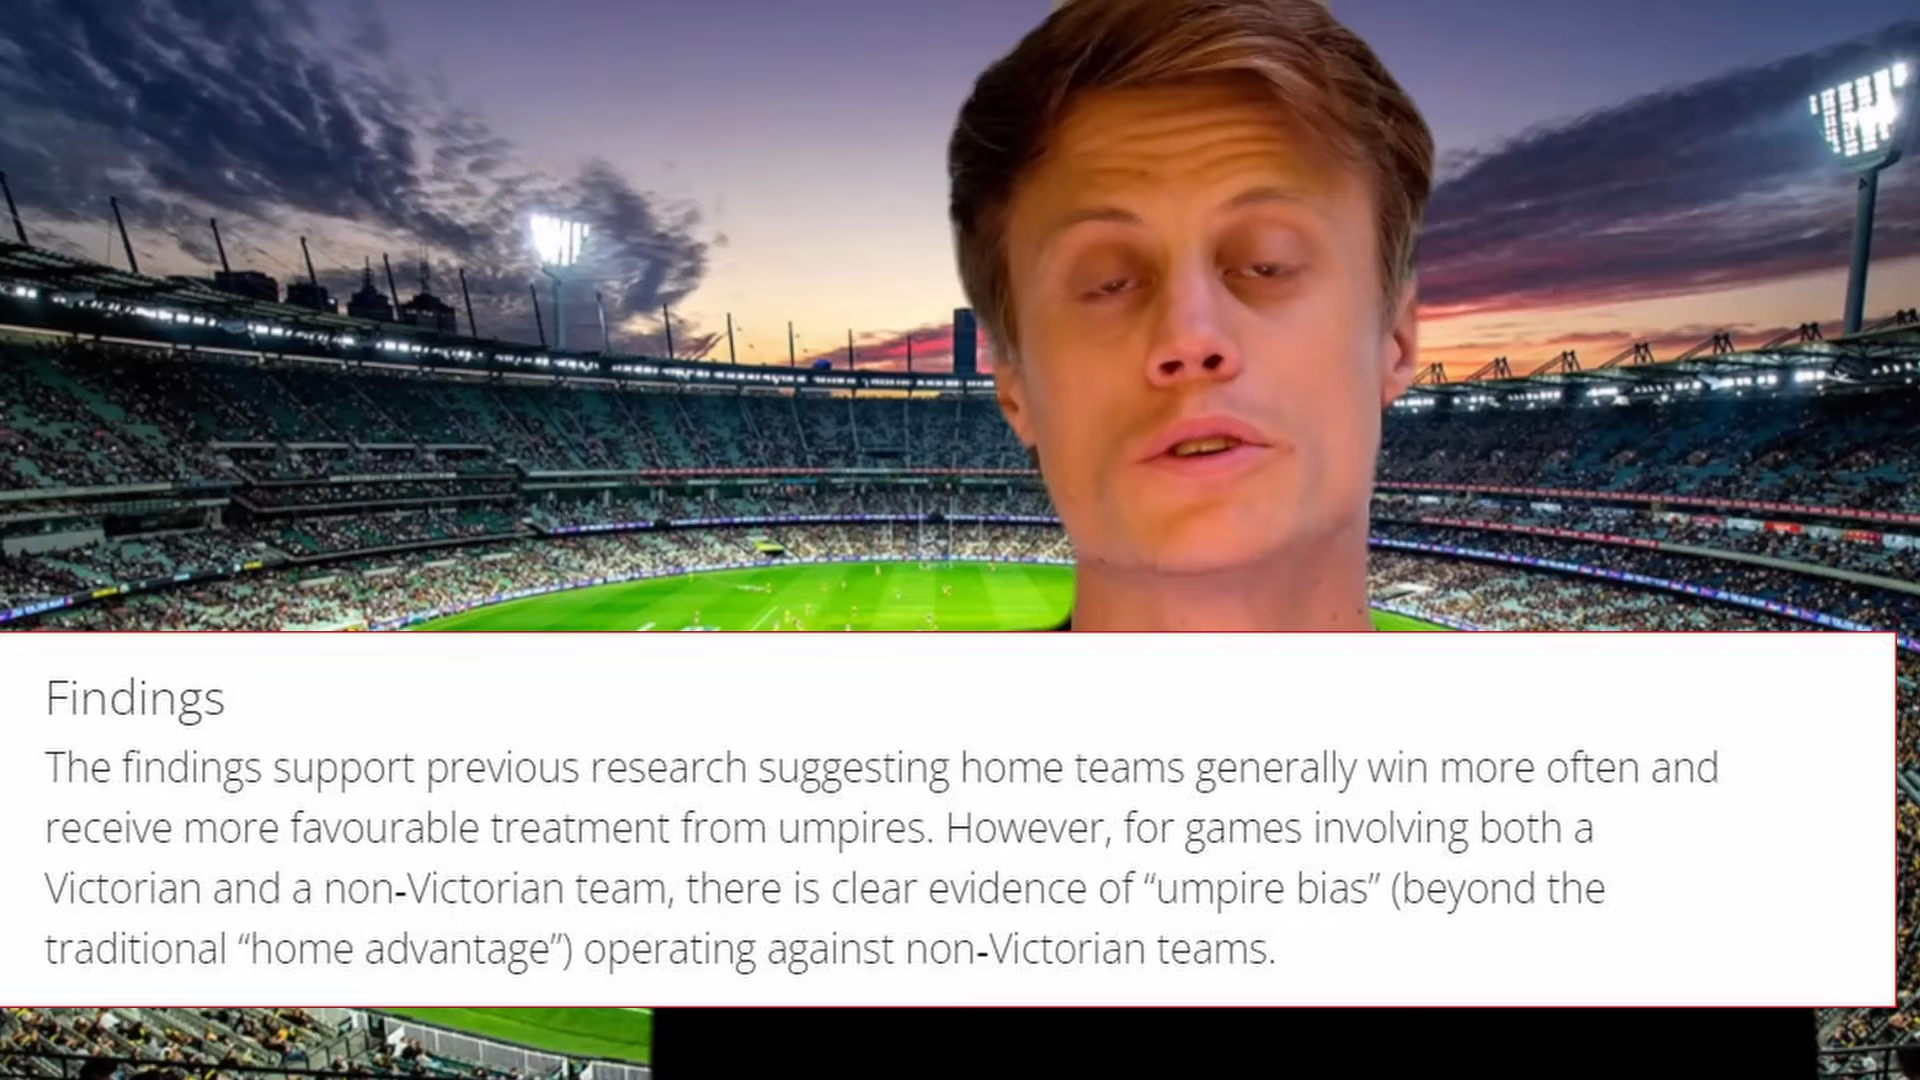 Findings
The findings support previous research suggesting home teams generally win more often and
receive more favourable treatment from umpires. However, for games involving both a
Victorian and a non-Victorian team, there is clear evidence of “umpire bias” (beyond the
traditional “home advantage”) operating against non-Victorian teams.